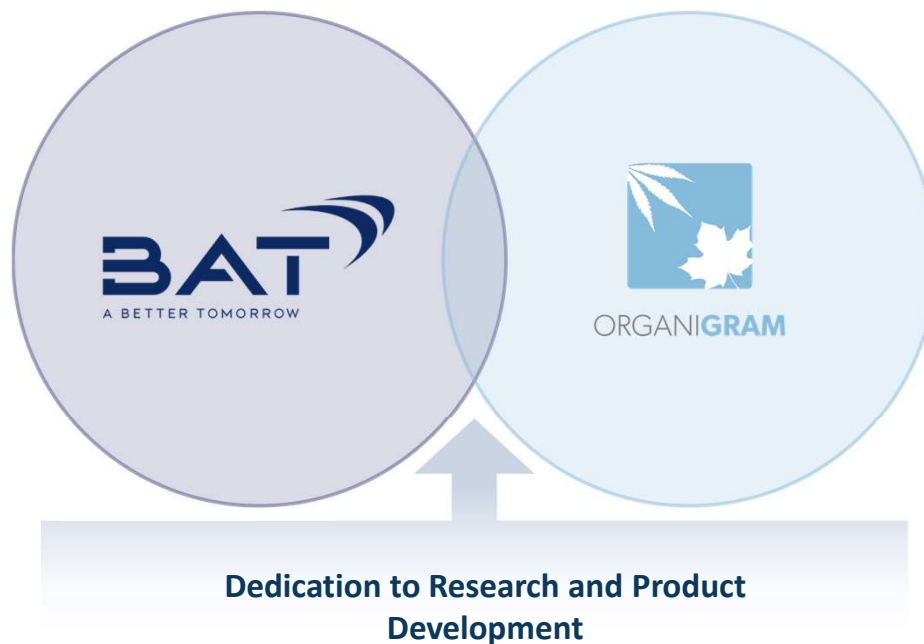 BAT
A BETTER TOMORROW
ORGANIGRAM
Dedication to Research and Product
Development